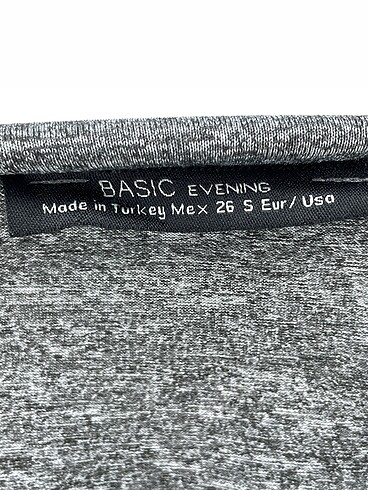 BASIC EVENING
Made in Turkey Mex 26 S Eur/ Usa